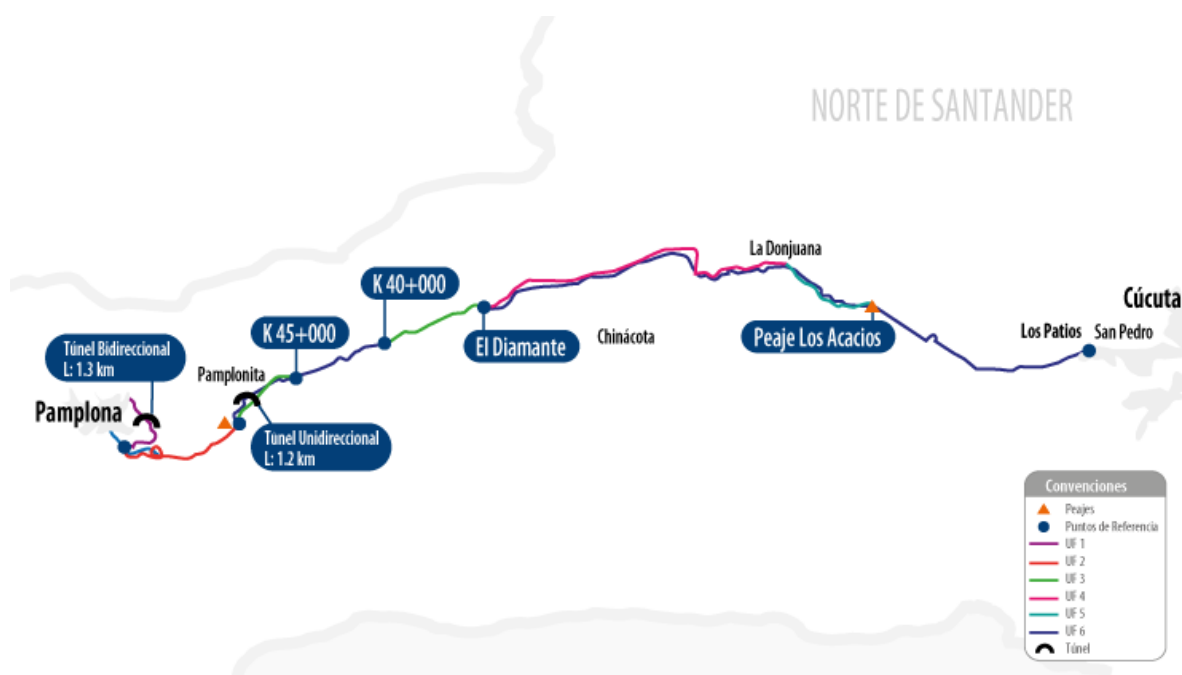 NORTE DE SANTANDER
La Donjuana
K 40+000
Cúcuta
K 45+000
Los Patios
San Pedro
Túnel Bidireccional
L: 1.3 km
El Diamante
Chinácota
Peaje Los Acacios
Pamplonita
Pamplona
Túnel Unidireccional
L: 1.2 km
Convenciones
Peajes
Puntos de Referencia
UF 1
UF 2
UF 3
UF 4
UF 5
UF 6
Túnel